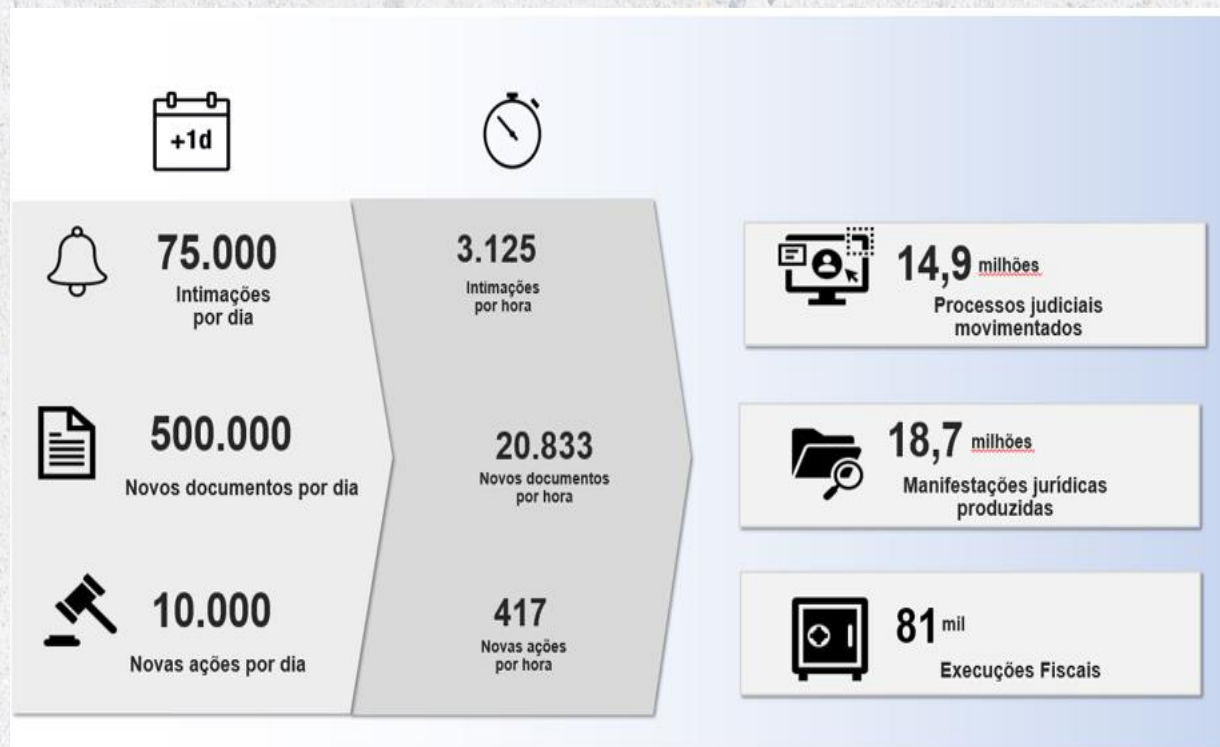 +1d
75.000
Intimações
por dia
3.125
Intimações
por hora
500.000
Novos documentos por dia
20.833
Novos documentos
por hora
10.000
Novas ações por dia
417
Novas ações
por hora
14,9 milhões
Processos judiciais
movimentados
18,7 milhões
Manifestações jurídicas
produzidas
81 mil
Execuções Fiscais